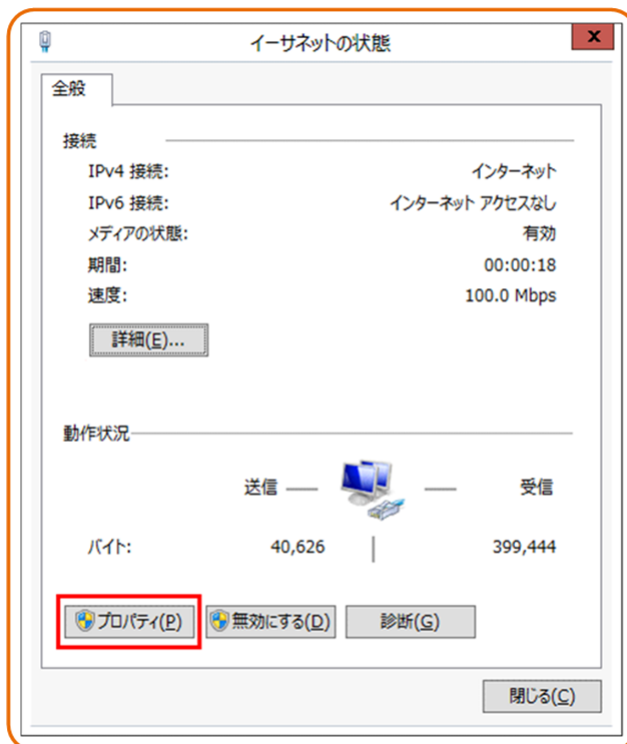 イーサネットの状態
x
全般
接続
IPv4 接続: インターネット
IPv6 接続: インターネット アクセスなし
メディアの状態: 有効
期間: 00:00:18
速度: 100.0 Mbps
詳細(E)...
動作状況
送信 受信
バイト: 40,626 399,444
プロパティ(P) 無効にする(D) 診断(G)
閉じる(C)